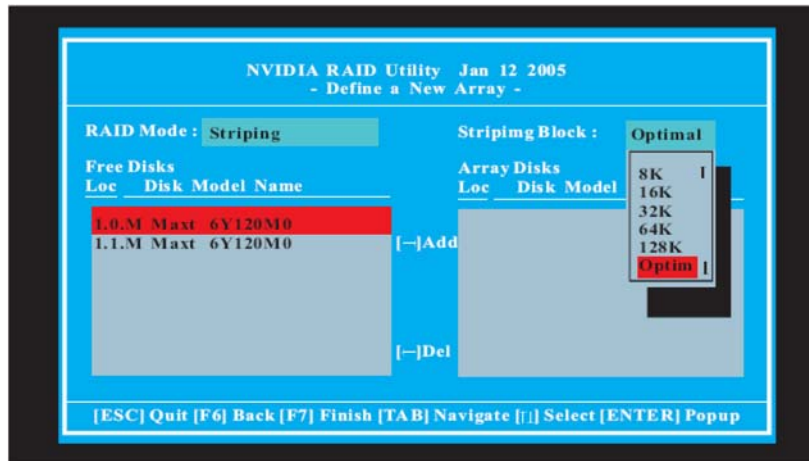 NVIDIA RAID Utility Jan 12 2005
- Define a New Array -
RAID Mode : Striping
Stripimg Block : Optimal
Free Disks
Loc Disk Model Name
1.0.M Maxt 6Y120M0
1.1.M Maxt 6Y120M0
[─]Add
[─]Del
Array Disks
Loc Disk Model
8K
16K
32K
64K
128K
Optim
[ESC] Quit [F6] Back [F7] Finish [TAB] Navigate [↑↓] Select [ENTER] Popup